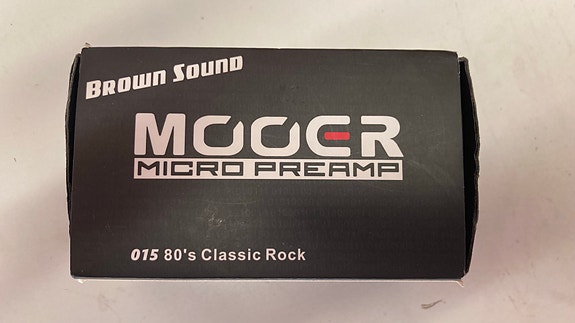 Brown Sound
MOOER
MICRO PREAMP
015 80's Classic Rock